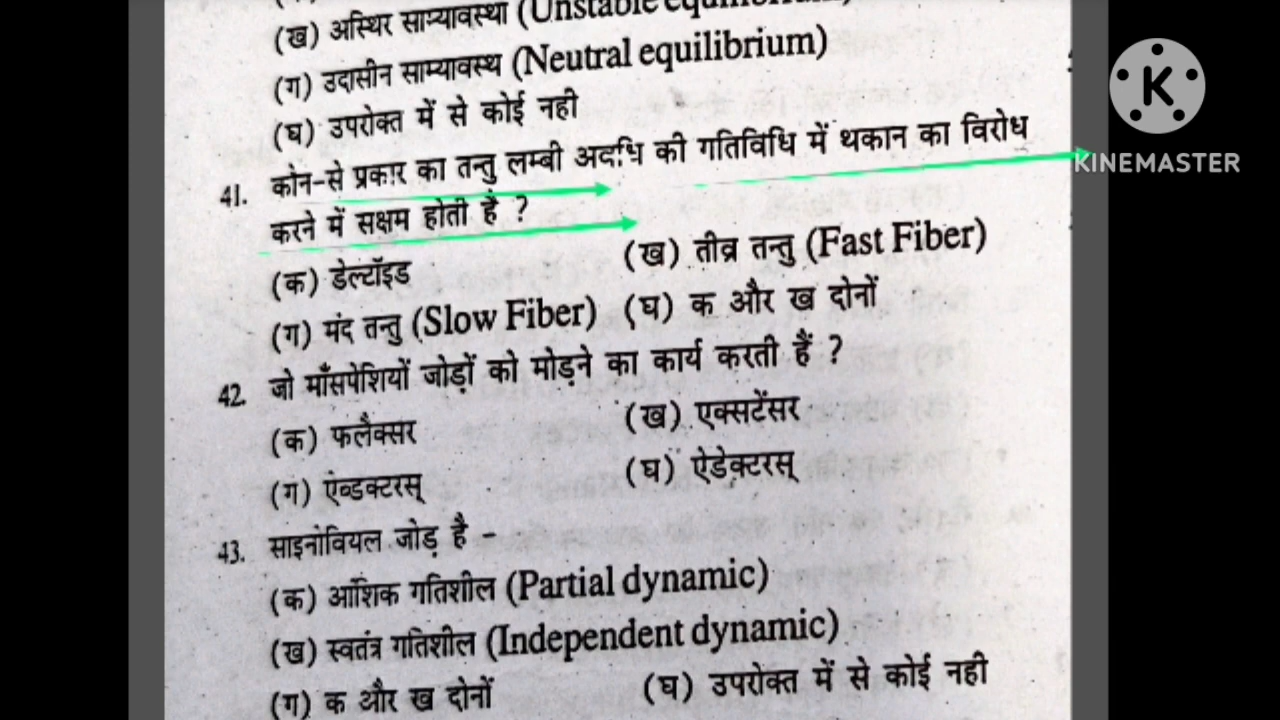 (ख) अस्थिर साम्यावस्था (Unstable equilibrium)
(ग) उदासीन साम्यावस्थ (Neutral equilibrium)
(घ) उपरोक्त में से कोई नही
41. कौन-से प्रकार का तन्तु लम्बी अवधि की गतिविधि में थकान का विरोध
करने में सक्षम होती है ?
(क) डेल्टॉइड (ख) तीव्र तन्तु (Fast Fiber)
(ग) मंद तन्तु (Slow Fiber) (घ) क और ख दोनों
42. जो माँसपेशियों जोड़ों को मोड़ने का कार्य करती हैं ?
(क) फलैक्सर (ख) एक्सटेंसर
(ग) एब्डक्टरस् (घ) ऐडेक्टरस्
43. साइनोवियल जोड़ है -
(क) आंशिक गतिशील (Partial dynamic)
(ख) स्वतंत्र गतिशील (Independent dynamic)
(ग) क और ख दोनों (घ) उपरोक्त में से कोई नही
K
KINEMASTER